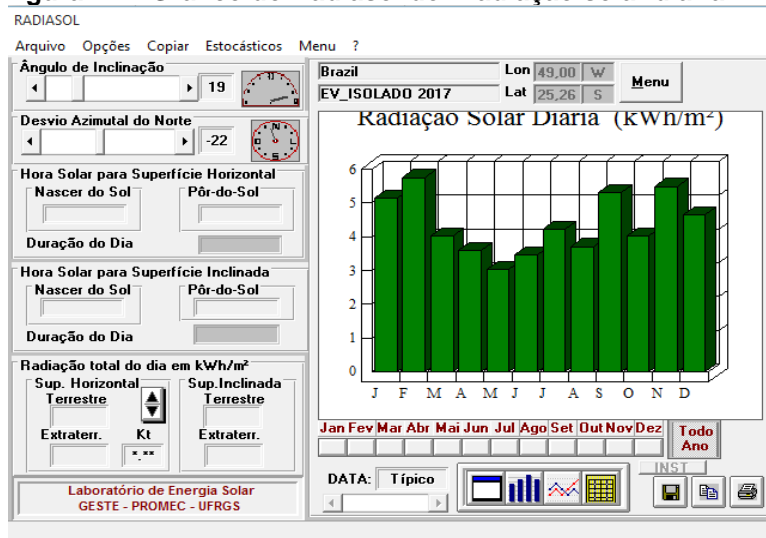 RADIASOL
Arquivo Opções Copiar Estocásticos Menu ?
Ângulo de Inclinação
19
Desvio Azimutal do Norte
-22
N
S
Hora Solar para Superfície Horizontal
Nascer do Sol Pôr-do-Sol
Duração do Dia
Hora Solar para Superfície Inclinada
Nascer do Sol Pôr-do-Sol
Duração do Dia
Radiação total do dia em kWh/m²
Sup. Horizontal Sup.Inclinada
Terrestre Terrestre
Extraterr. Kt Extraterr.
*.**
Laboratório de Energia Solar
GESTE - PROMEC - UFRGS
Brazil Lon 49,00 W Menu
EV_ISOLADO 2017 Lat 25,26 S
Radiação Solar Diária (kWh/m²)
6
5
4
3
2
1
0
J F M A M J J A S O N D
Jan Fev Mar Abr Mai Jun Jul Ago Set Out Nov Dez
Todo
Ano
INST
DATA: Típico